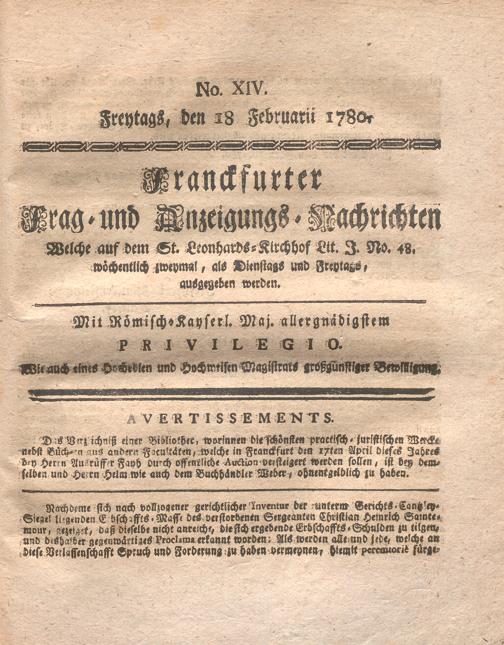 No. XIV.
Freytags, den 18 Februarii 1780.
Franckfurter
Frag-und Anzeigungs-Nachrichten
Welche auf dem St. Leonhards-Kirchhof Lit. J. No. 48.
wöchentlich zweymal, als Dienstags und Freytags,
ausgegeben werden.
Mit Römisch-Kayserl. Maj. allergnädigstem
PRIVILEGIO.
Wie auch eines Hochedlen und Hochweisen Magistrats großgünstiger Bewilligung.
AVERTISSEMENTS.
Das Verzeichniß einer Bibliothec, worinnen die schönsten practisch-juristischen Wercke
nebst Büchern aus andern Facultäten, welche in Franckfurt den 17ten April dieses Jahres
bey Herrn Ausrüffer Fayh durch öffentliche Auction versteigert werden sollen, ist bey dem-
selben und Herrn Helm wie auch dem Buchhändler Weber, ohnentgeldlich zu haben.
Nachdeme sich nach vollzogener gerichtlicher Inventur der unterm Gerichts-Cantzley-
Siegel liegenden Erbschaffts-Masse des verstorbenen Sergeanten Christian Heinrich Sainte-
mour, gezeiget, daß dieselbe nicht anreich, die sich ergebende Erbschaffts-Schulden zu tilgen,
und deshalber gegenwärtiges Proclama erkannt worden: Als werden alle und jede, welche an
diese Verlassenschafft Spruch und Forderung zu haben vermeynen, hiemit peremtorie fürge-